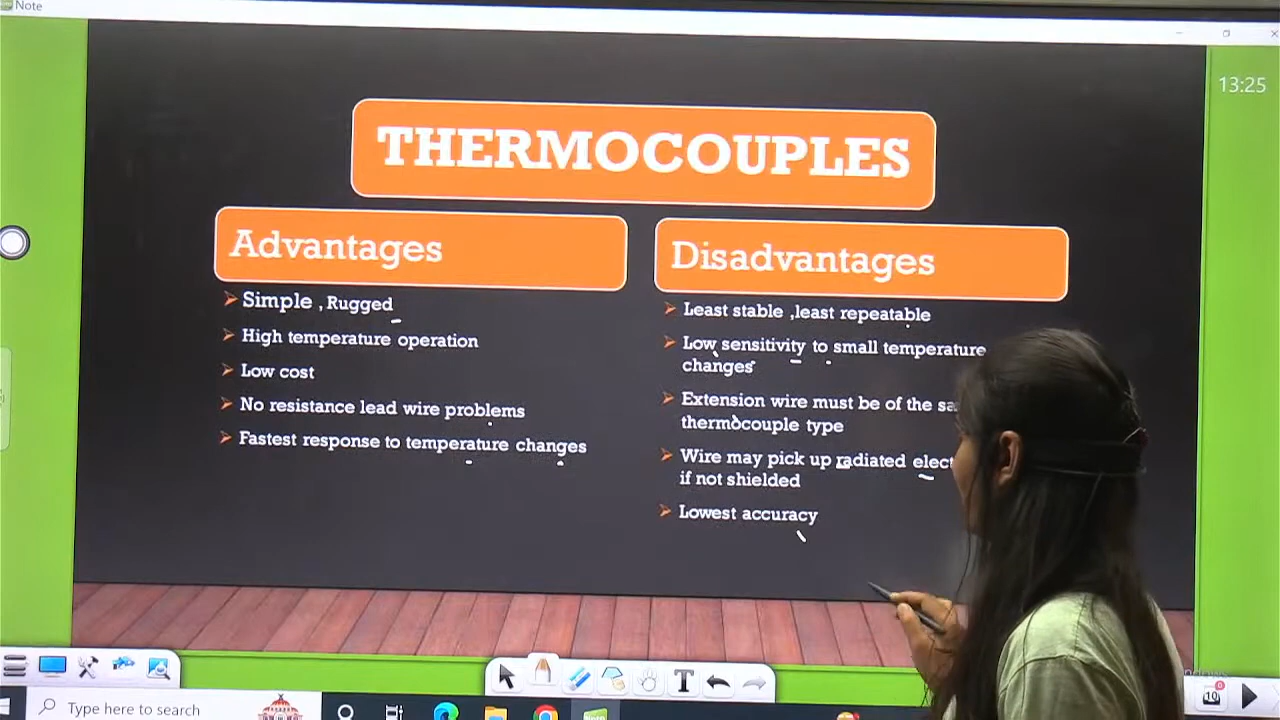 Note
13:25
THERMOCOUPLES
Advantages
Simple , Rugged
High temperature operation
Low cost
No resistance lead wire problems
Fastest response to temperature changes
Disadvantages
Least stable ,least repeatable
Low sensitivity to small temperature
changes
Extension wire must be of the
thermocouple type
Wire may pick up radiated
if not shielded
Lowest accuracy
T
Type here to search